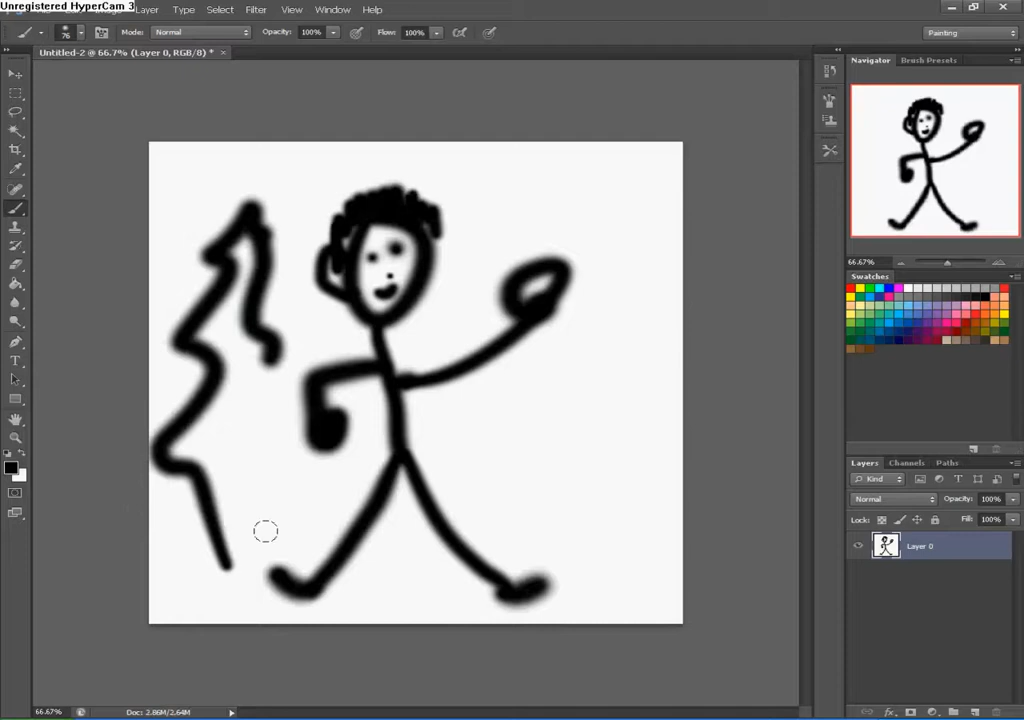 Unregistered HyperCam 3
Layer Type Select Filter View Window Help
76 Mode: Normal Opacity: 100% Flow: 100% Painting
Untitled-2 @ 66.7% (Layer 0, RGB/8) * ×
Navigator Brush Presets
66.67%
Swatches
Layers Channels Paths
Kind
Normal Opacity: 100%
Lock: Fill: 100%
Layer 0
66.67% Doc: 2.86M/2.64M